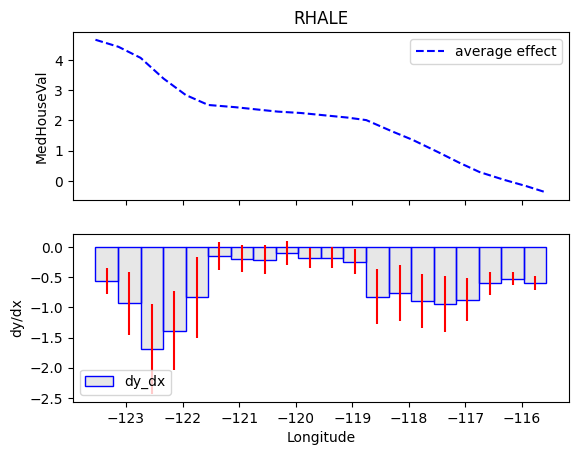 RHALE
average effect
MedHouseVal
4
3
2
1
0
0.0
−0.5
−1.0
−1.5
−2.0
−2.5
dy/dx
dy_dx
−123 −122 −121 −120 −119 −118 −117 −116
Longitude